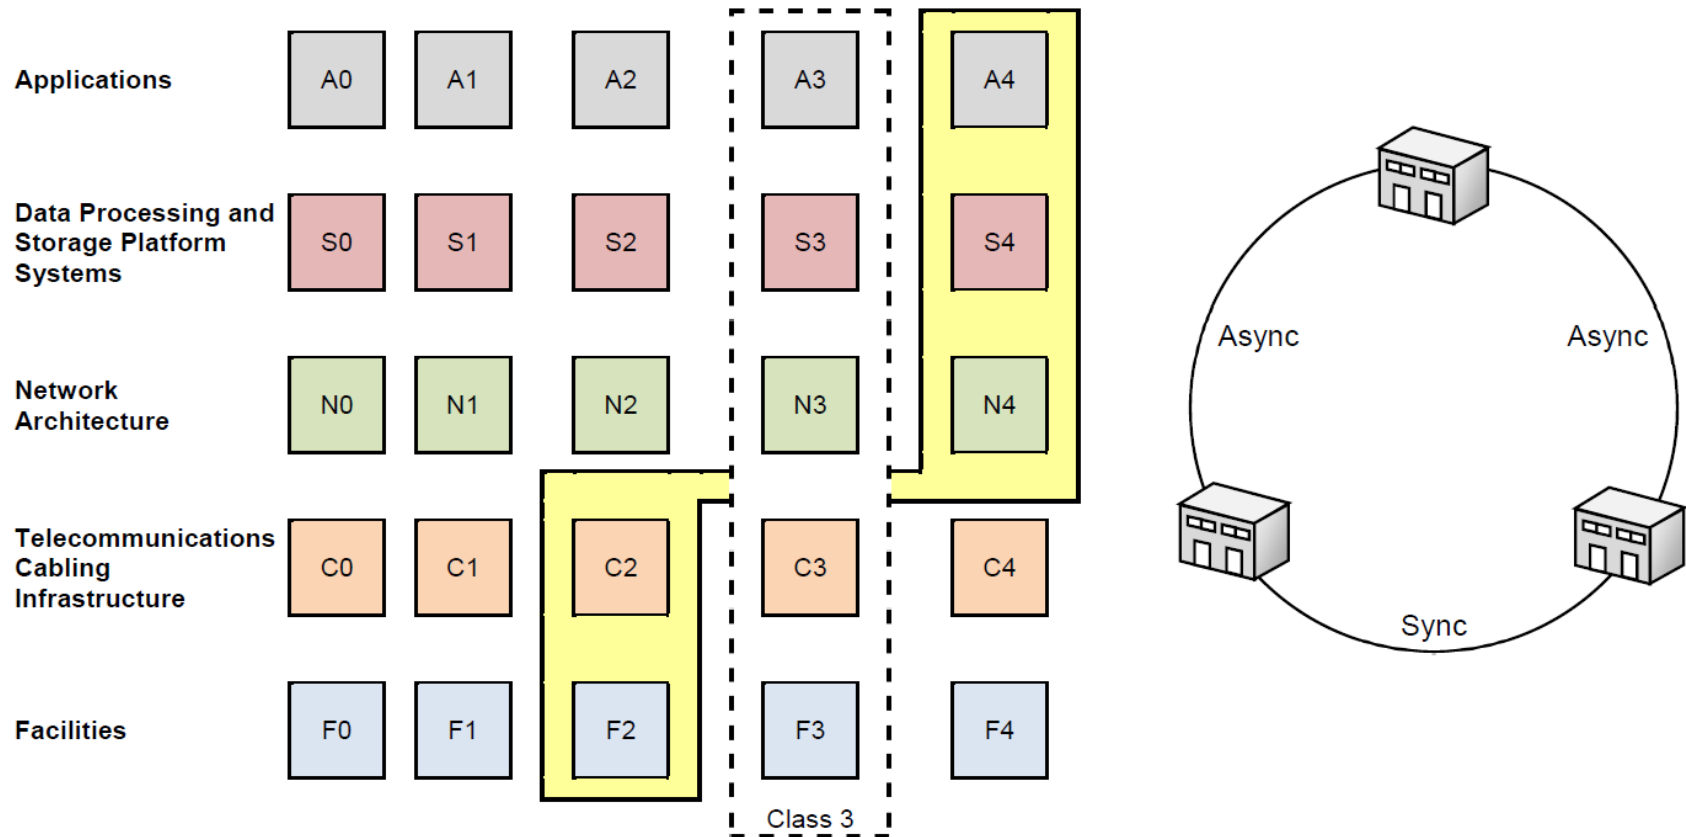 Applications
A0
A1
A2
A3
A4
Data Processing and
Storage Platform
Systems
S0
S1
S2
S3
S4
Network
Architecture
N0
N1
N2
N3
N4
Telecommunications
Cabling
Infrastructure
C0
C1
C2
C3
C4
Facilities
F0
F1
F2
F3
F4
Class 3
Async
Async
Sync